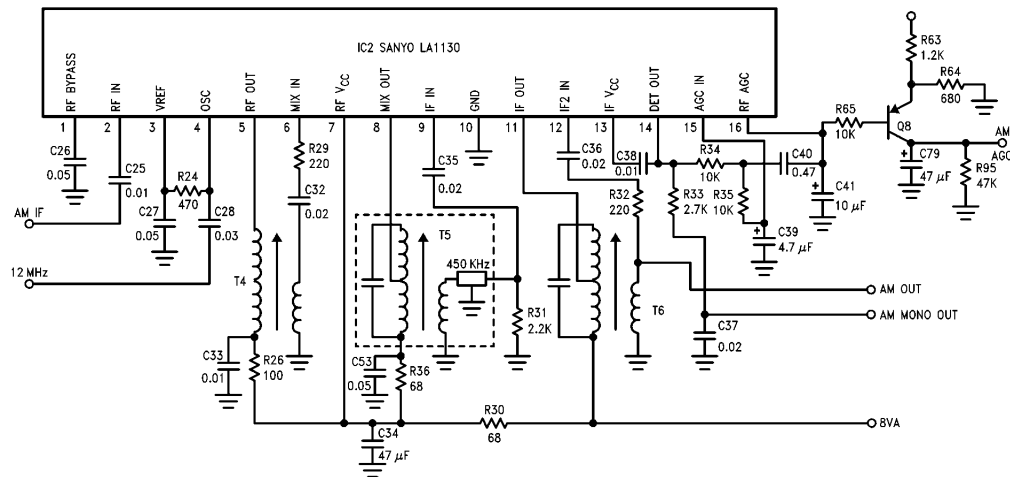 IC2 SANYO LA1130
RF BYPASS
RF IN
VREF
OSC
RF OUT
MIX IN
RF VCC
MIX OUT
IF IN
GND
IF OUT
IF2 IN
IF VCC
DET OUT
AGC IN
RF AGC
1
2
3
4
5
6
7
8
9
10
11
12
13
14
15
16
R63
1.2K
R64
680
R65
10K
Q8
AM
AGC
C79
47 µF
R95
47K
C26
0.05
C25
0.01
R24
470
C27
0.05
C28
0.03
AM IF
12 MHz
R29
220
C32
0.02
T4
C33
0.01
R26
100
C35
0.02
T5
450 KHz
R31
2.2K
C53
0.05
R36
68
C34
47 µF
R30
68
C36
0.02
C38
0.01
R32
220
R33
2.7K
R34
10K
R35
10K
C40
0.47
C41
10 µF
C39
4.7 µF
T6
C37
0.02
AM OUT
AM MONO OUT
8VA
+
+
+